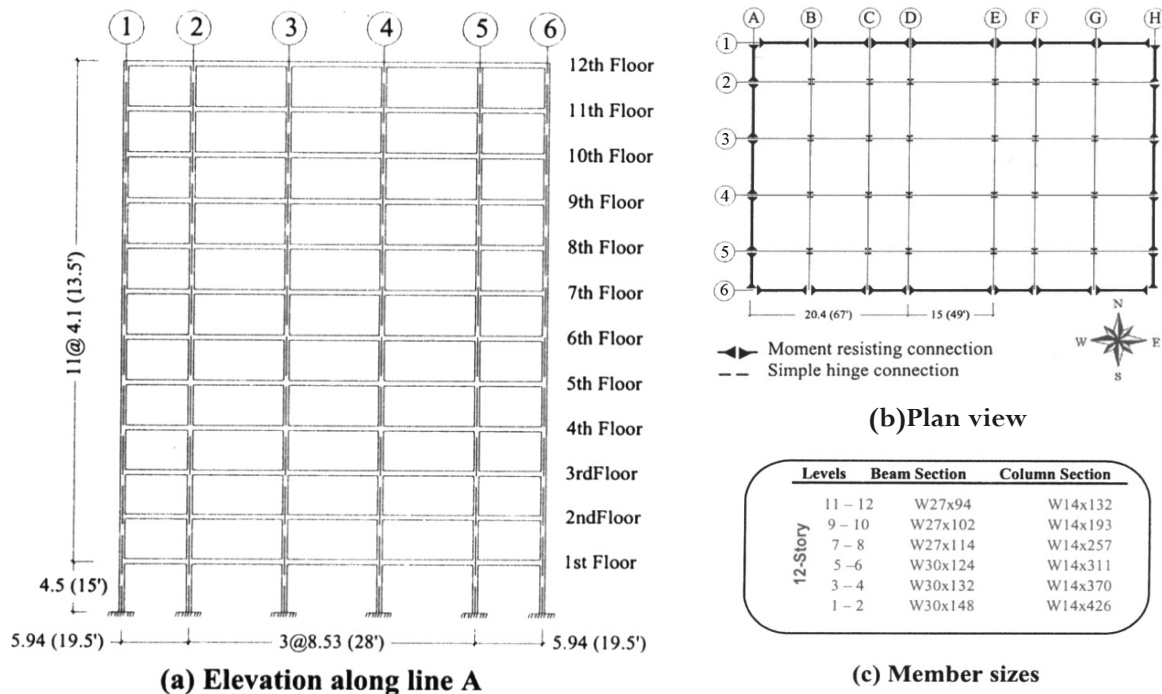 1 2 3 4 5 6
12th Floor
11th Floor
10th Floor
9th Floor
8th Floor
7th Floor
6th Floor
5th Floor
4th Floor
3rdFloor
2ndFloor
1st Floor
11@ 4.1 (13.5')
4.5 (15')
5.94 (19.5') 3@8.53 (28') 5.94 (19.5')
(a) Elevation along line A
A B C D E F G H
1
2
3
4
5
6
20.4 (67') 15 (49')
N
W E
S
Moment resisting connection
Simple hinge connection
(b)Plan view
Levels Beam Section Column Section
12-Story
11 – 12 W27x94 W14x132
9 – 10 W27x102 W14x193
7 – 8 W27x114 W14x257
5 –6 W30x124 W14x311
3 – 4 W30x132 W14x370
1 – 2 W30x148 W14x426
(c) Member sizes